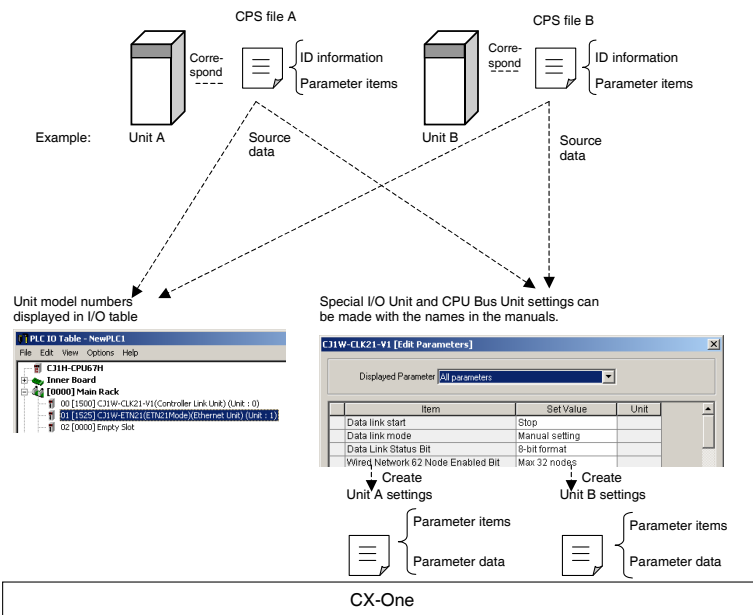 CPS file A
CPS file B
Corre-
spond
ID information
Parameter items
Corre-
spond
ID information
Parameter items
Example:
Unit A
Source
data
Unit B
Source
data
Unit model numbers
displayed in I/O table
Special I/O Unit and CPU Bus Unit settings can
be made with the names in the manuals.
PLC IO Table - NewPLC1
File Edit View Options Help
CJ1H-CPU67H
Inner Board
[0000] Main Rack
00 [1500] CJ1W-CLK21-V1(Controller Link Unit) (Unit : 0)
01 [1525] CJ1W-ETN21(ETN21Mode)(Ethernet Unit) (Unit : 1)
02 [0000] Empty Slot
CJ1W-CLK21-V1 [Edit Parameters]
Displayed Parameter All parameters
Item Set Value Unit
Data link start Stop
Data link mode Manual setting
Data Link Status Bit 8-bit format
Wired Network 62 Node Enabled Bit Max 32 nodes
Create
Unit A settings
Create
Unit B settings
Parameter items
Parameter data
Parameter items
Parameter data
CX-One